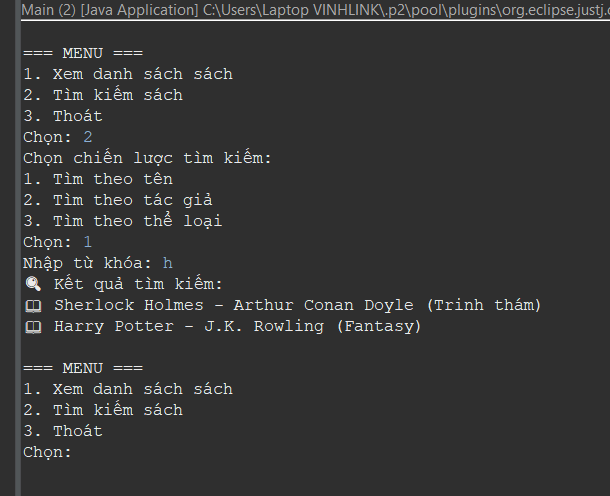 Main (2) [Java Application] C:\Users\Laptop VINHLINK\.p2\pool\plugins\org.eclipse.justj.
=== MENU ===
1. Xem danh sách sách
2. Tìm kiếm sách
3. Thoát
Chọn: 2
Chọn chiến lược tìm kiếm:
1. Tìm theo tên
2. Tìm theo tác giả
3. Tìm theo thể loại
Chọn: 1
Nhập từ khóa: h
🔍 Kết quả tìm kiếm:
📖 Sherlock Holmes - Arthur Conan Doyle (Trinh thám)
📖 Harry Potter - J.K. Rowling (Fantasy)
=== MENU ===
1. Xem danh sách sách
2. Tìm kiếm sách
3. Thoát
Chọn: